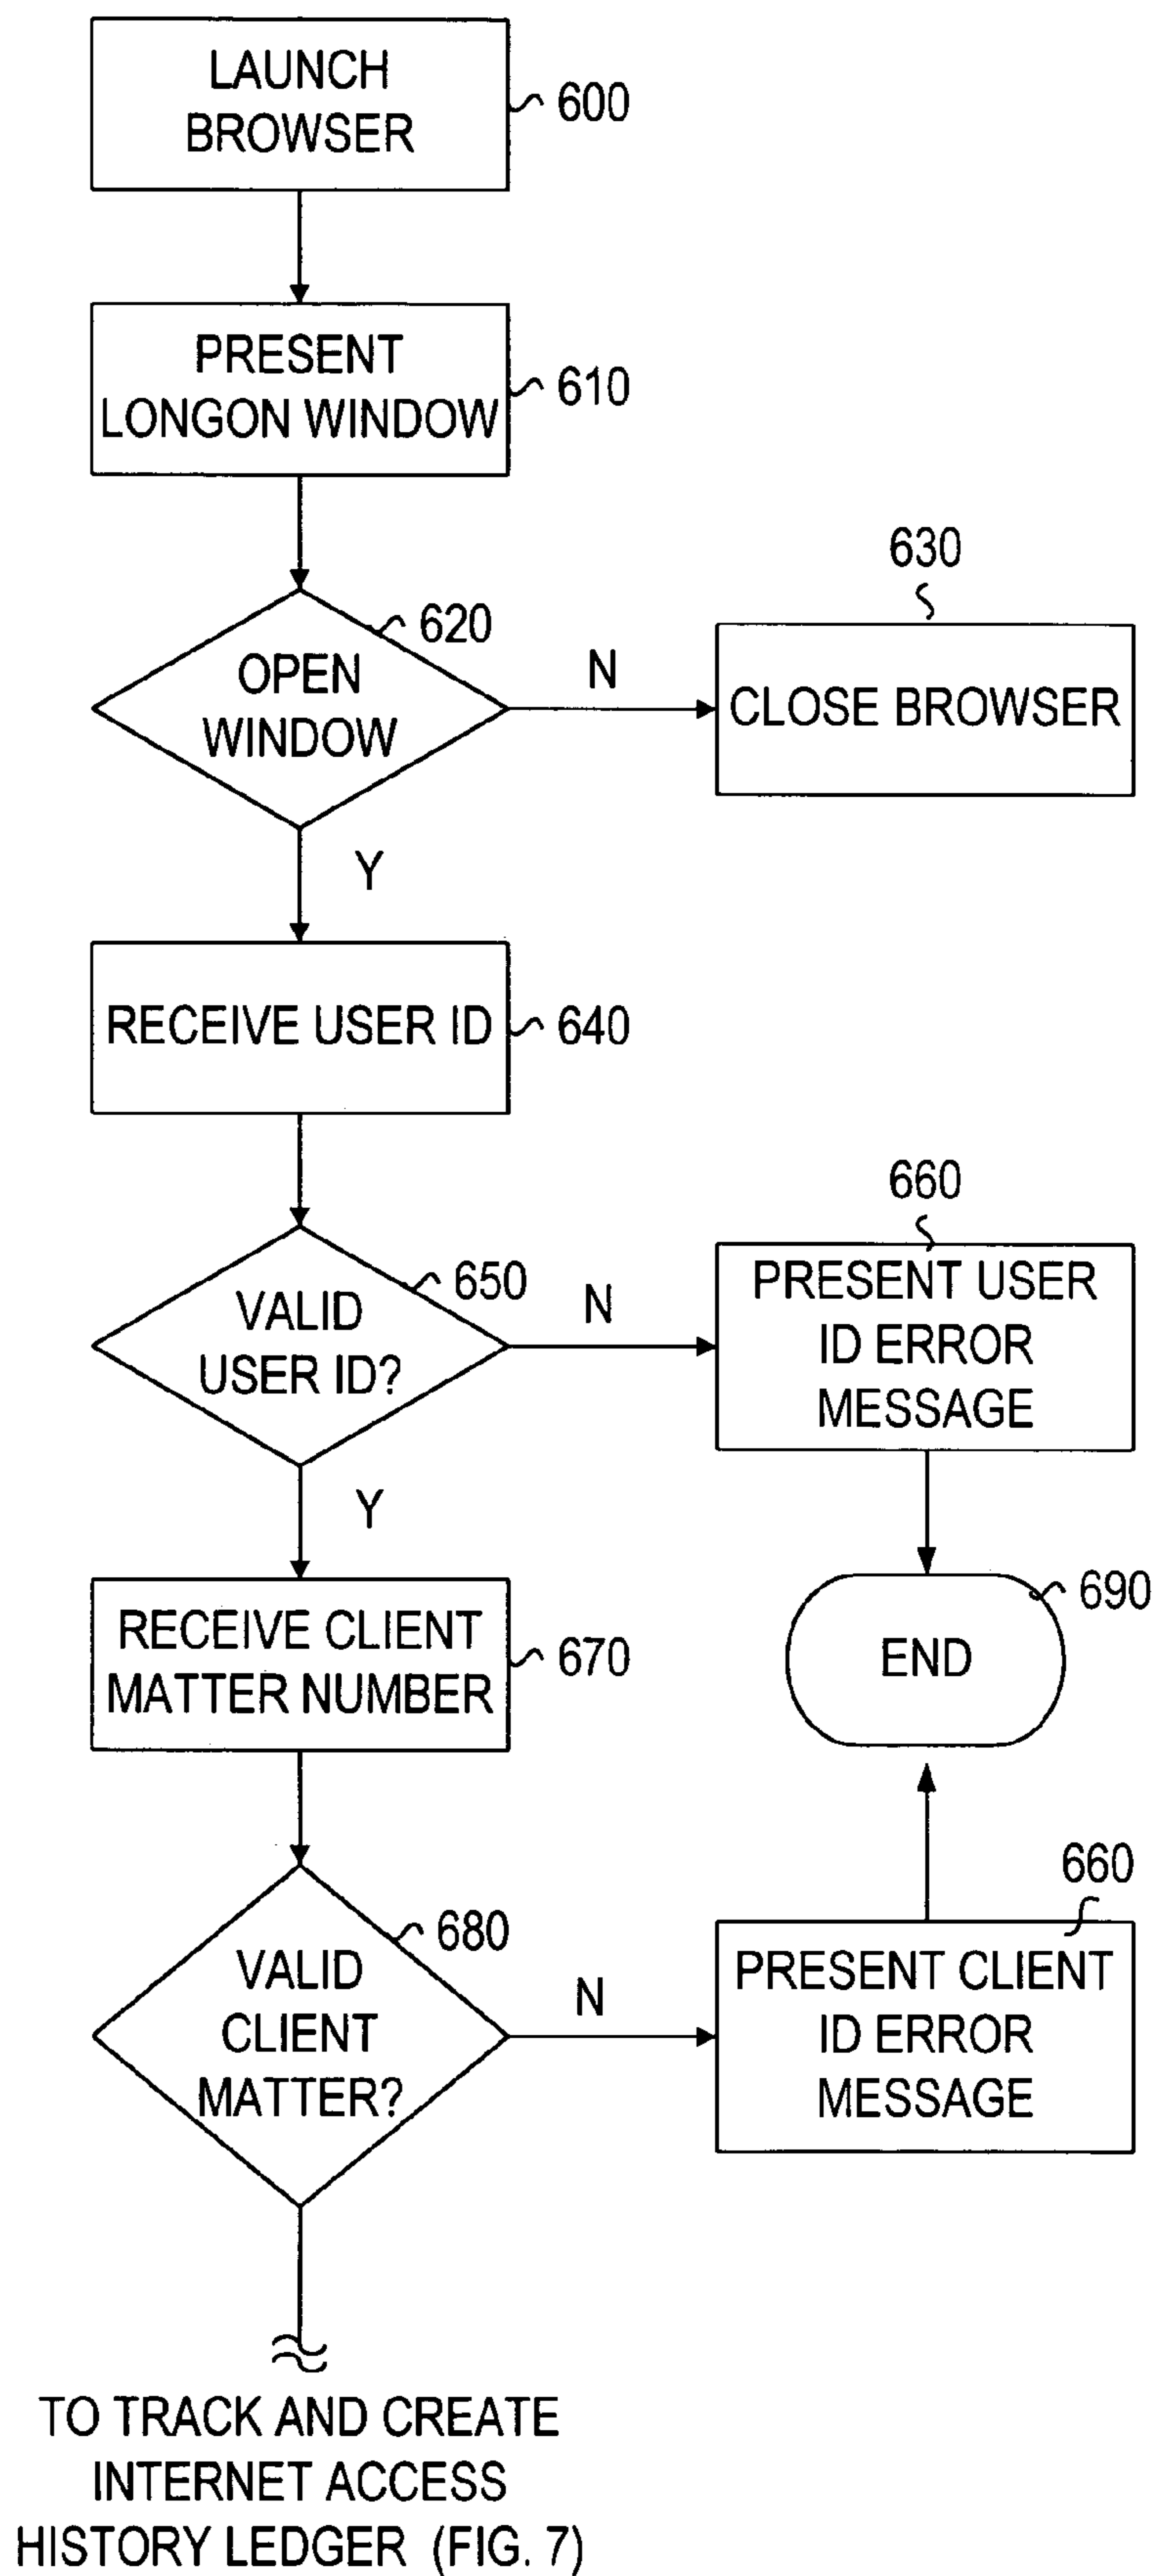 LAUNCH
BROWSER
600
PRESENT
LONGON WINDOW
610
620
OPEN
WINDOW
N
630
CLOSE BROWSER
Y
RECEIVE USER ID
640
650
VALID
USER ID?
N
660
PRESENT USER
ID ERROR
MESSAGE
Y
690
END
RECEIVE CLIENT
MATTER NUMBER
670
680
VALID
CLIENT
MATTER?
N
660
PRESENT CLIENT
ID ERROR
MESSAGE
TO TRACK AND CREATE
INTERNET ACCESS
HISTORY LEDGER (FIG. 7)